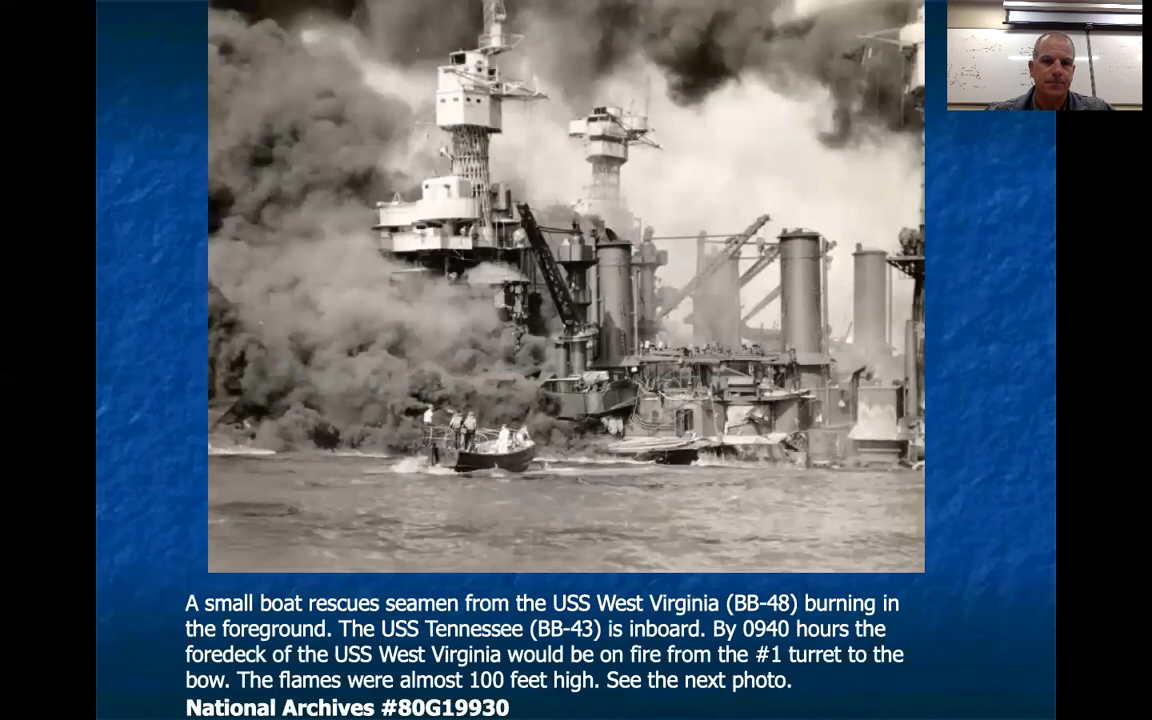 A small boat rescues seamen from the USS West Virginia (BB-48) burning in
the foreground. The USS Tennessee (BB-43) is inboard. By 0940 hours the
foredeck of the USS West Virginia would be on fire from the #1 turret to the
bow. The flames were almost 100 feet high. See the next photo.
National Archives #80G19930